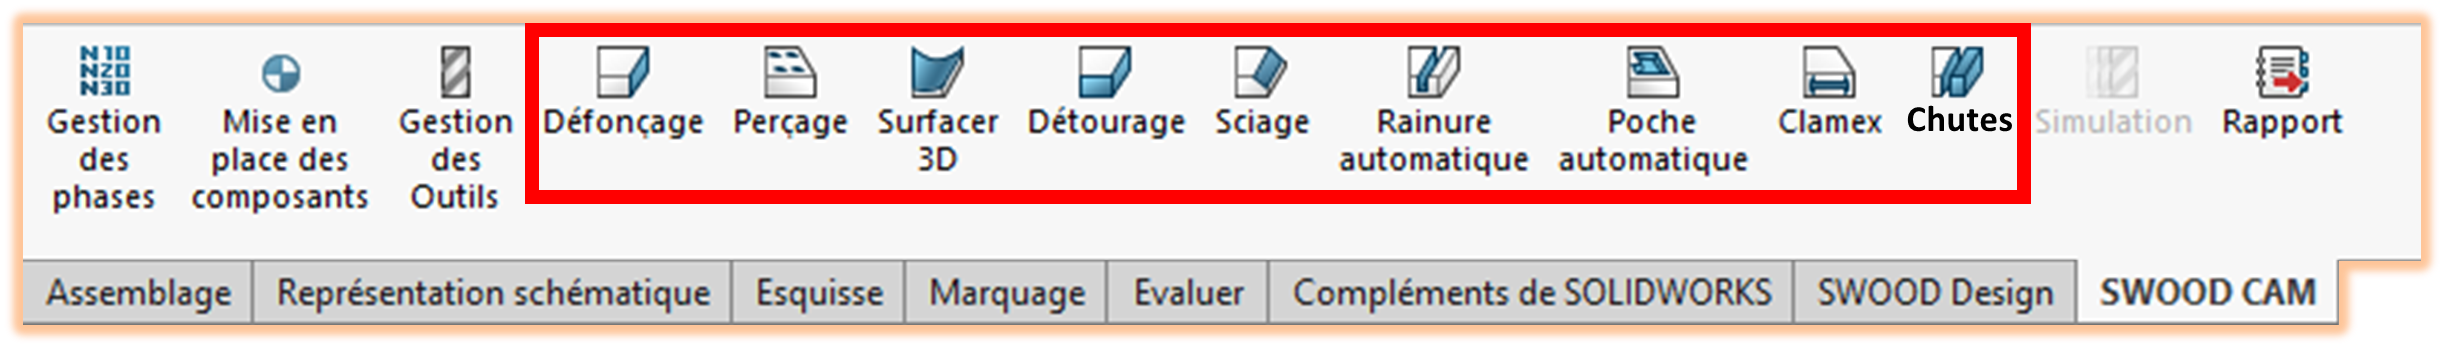 N10
N20
N30
Gestion des phases
Mise en place des composants
Gestion des Outils
Défonçage
Perçage
Surfacer 3D
Détourage
Sciage
Rainure automatique
Poche automatique
Clamex
Chutes
Simulation
Rapport
Assemblage
Représentation schématique
Esquisse
Marquage
Evaluer
Compléments de SOLIDWORKS
SWOOD Design
SWOOD CAM